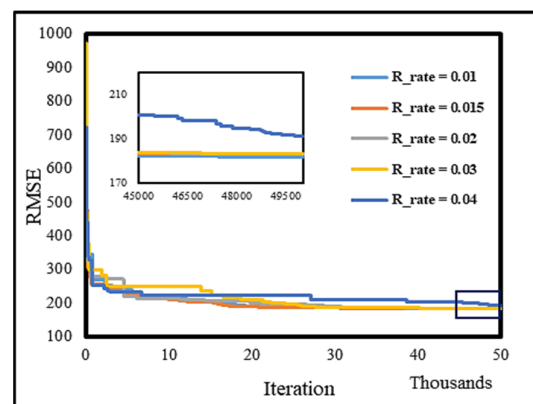 1000
900
800
700
600
500
400
300
200
100
RMSE
210
190
170
45000 46500 48000 49500
R_rate = 0.01
R_rate = 0.015
R_rate = 0.02
R_rate = 0.03
R_rate = 0.04
0 10 20 30 40 50
Iteration
Thousands